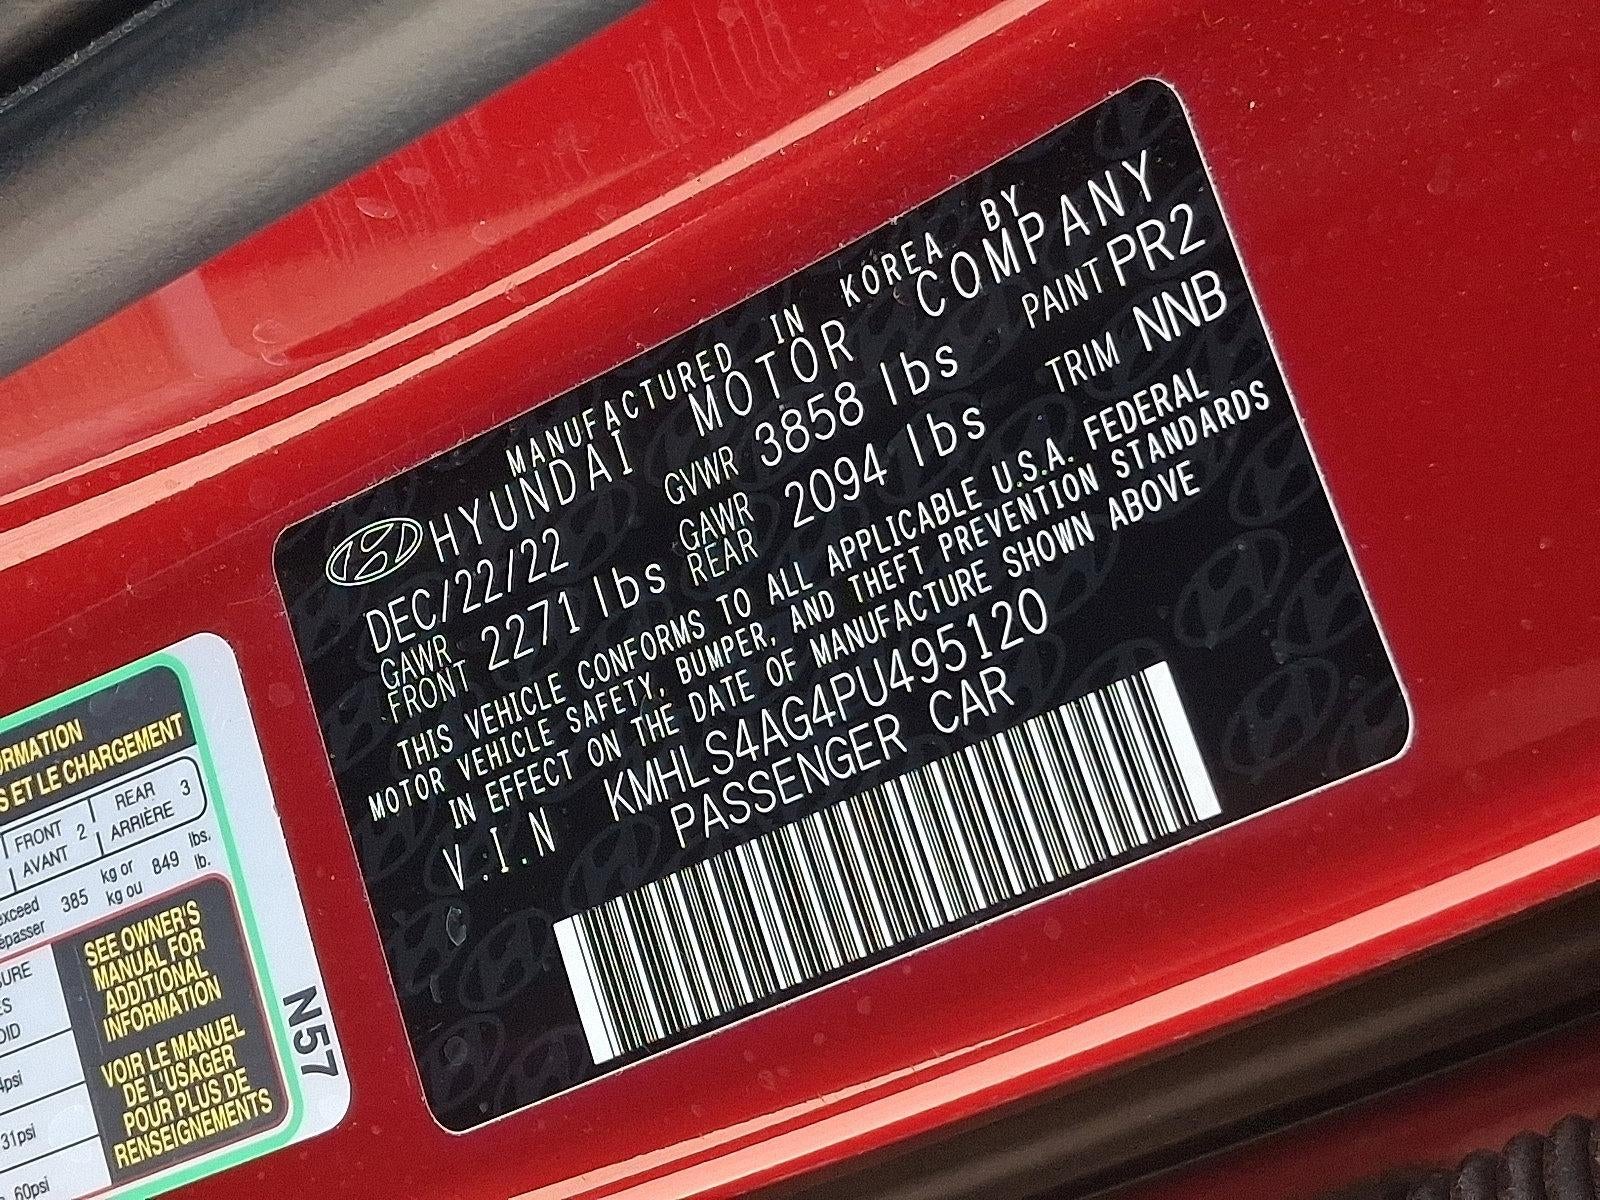 MANUFACTURED IN KOREA BY
HYUNDAI MOTOR COMPANY
DEC/22/22 GVWR 3858 lbs PAINT PR2
GAWR FRONT 2271 lbs GAWR REAR 2094 lbs TRIM NNB
THIS VEHICLE CONFORMS TO ALL APPLICABLE U.S.A. FEDERAL
MOTOR VEHICLE SAFETY, BUMPER, AND THEFT PREVENTION STANDARDS
IN EFFECT ON THE DATE OF MANUFACTURE SHOWN ABOVE
V.I.N KMHLS4AG4PU495120
PASSENGER CAR
ET LE CHARGEMENT
FRONT 2 REAR 3
AVANT ARRIÈRE
385 kg or 849 lbs.
kg ou lb.
SEE OWNER'S
MANUAL FOR
ADDITIONAL
INFORMATION
VOIR LE MANUEL
DE L'USAGER
POUR PLUS DE
RENSEIGNEMENTS
31psi
60psi
N57